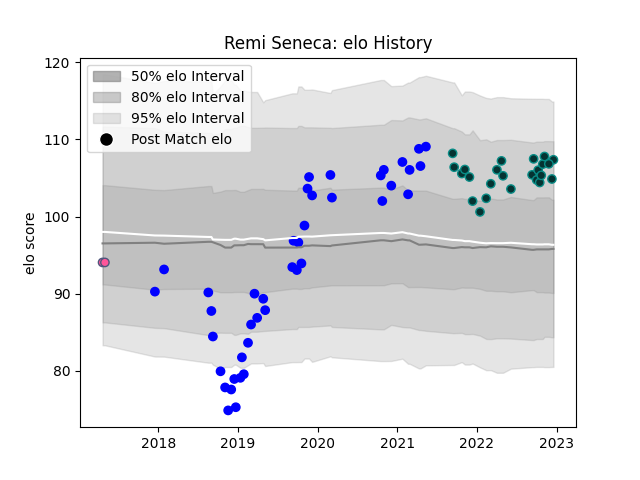 Remi Seneca: elo History
120
110
100
90
80
elo score
50% elo Interval
80% elo Interval
95% elo Interval
Post Match elo
2018 2019 2020 2021 2022 2023